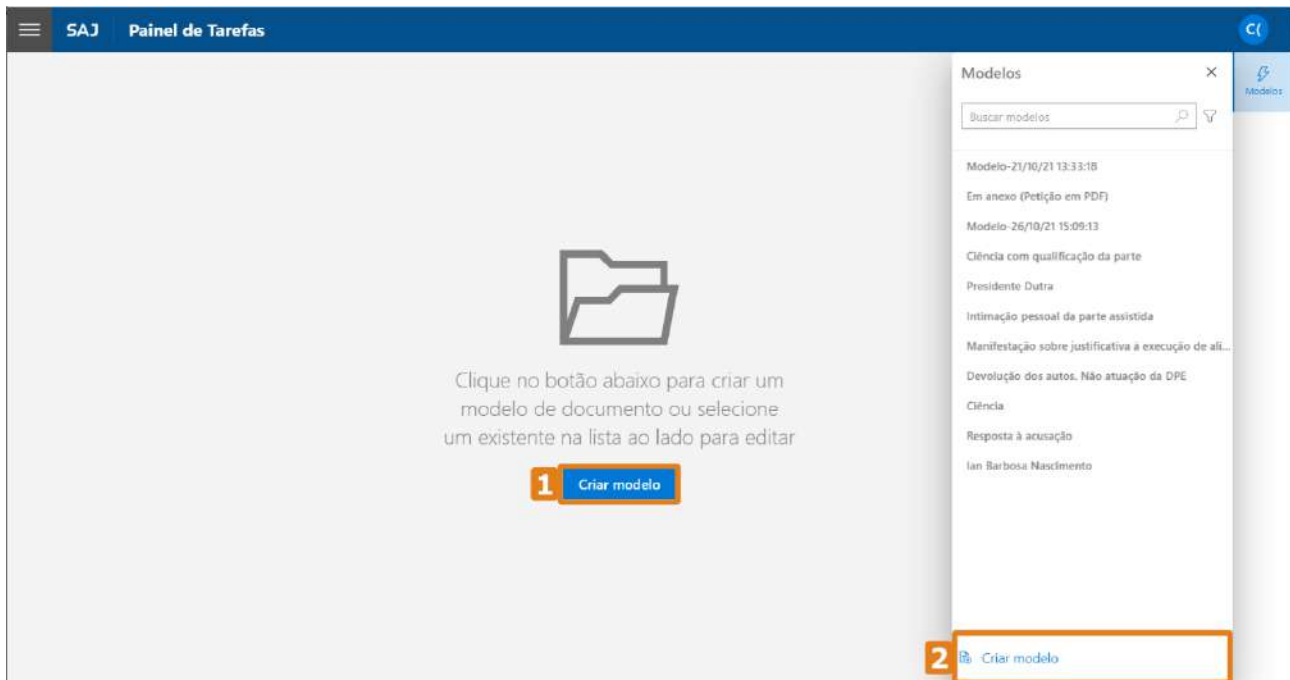 SAJ Painel de Tarefas C(
Modelos
Modelos
Buscar modelos
Modelo-21/10/21 13:33:18
Em anexo (Petição em PDF)
Modelo-26/10/21 15:09:13
Ciência com qualificação da parte
Presidente Dutra
Intimação pessoal da parte assistida
Manifestação sobre justificativa à execução de ali...
Devolução dos autos. Não atuação da DPE
Ciência
Resposta à acusação
Ian Barbosa Nascimento
Clique no botão abaixo para criar um
modelo de documento ou selecione
um existente na lista ao lado para editar
1 Criar modelo
2 Criar modelo